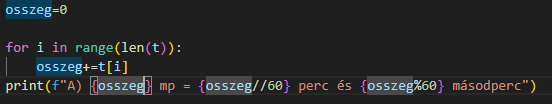 osszeg=0
for i in range(len(t)):
    osszeg+=t[i]
print(f"A) {osszeg} mp = {osszeg//60} perc és {osszeg%60} másodperc")